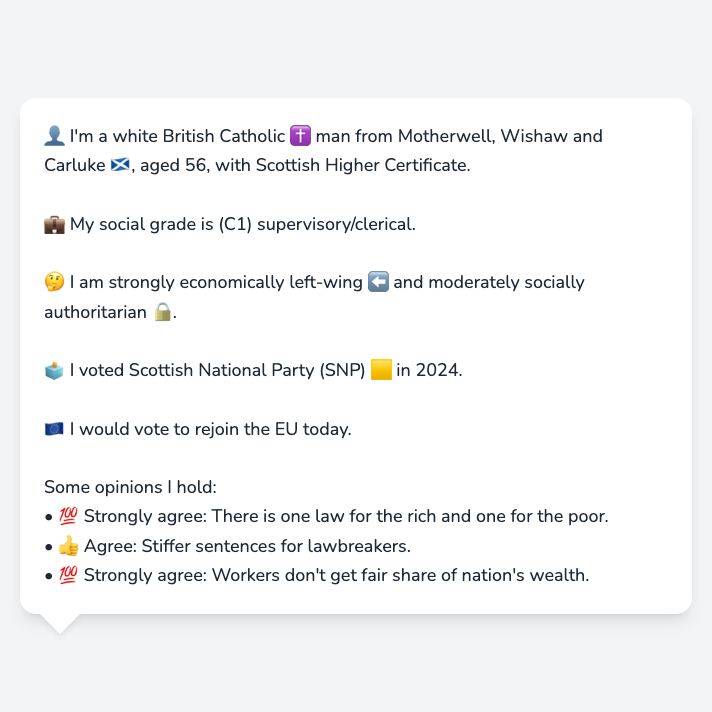 👤 I'm a white British Catholic ✝️ man from Motherwell, Wishaw and
Carluke 🏴󠁧󠁢󠁳󠁣󠁴󠁿, aged 56, with Scottish Higher Certificate.
💼 My social grade is (C1) supervisory/clerical.
🤔 I am strongly economically left-wing ⬅️ and moderately socially
authoritarian 🔒.
🗳️ I voted Scottish National Party (SNP) 🟨 in 2024.
🇪🇺 I would vote to rejoin the EU today.
Some opinions I hold:
• 💯 Strongly agree: There is one law for the rich and one for the poor.
• 👍 Agree: Stiffer sentences for lawbreakers.
• 💯 Strongly agree: Workers don't get fair share of nation's wealth.